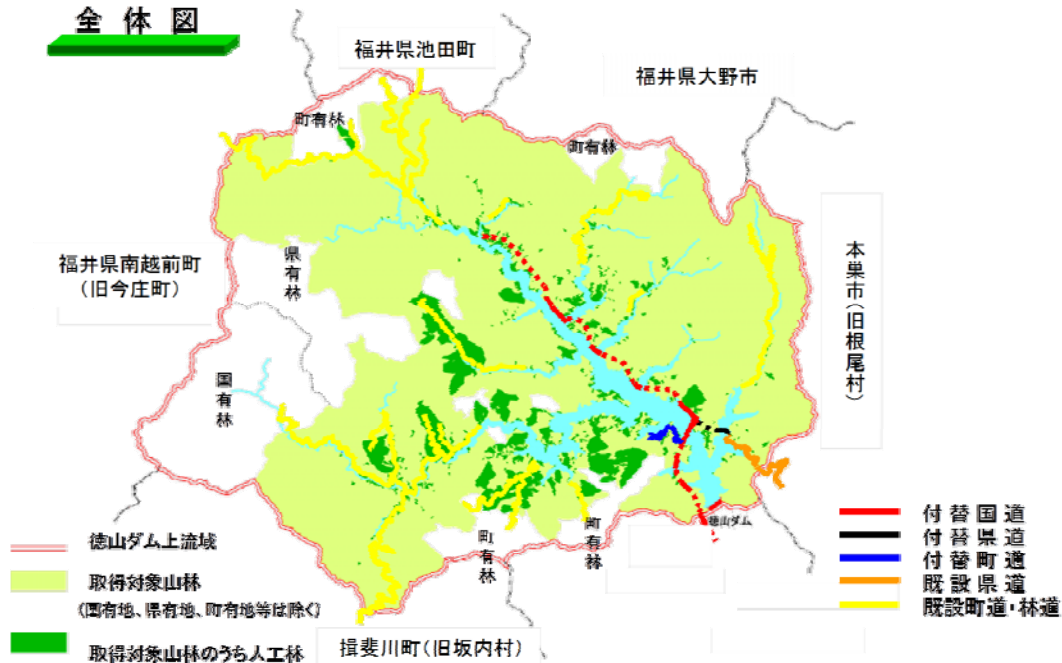 全体図
福井県池田町
福井県大野市
町有林
町有林
本巣市(旧根尾村)
県有林
福井県南越前町
(旧今庄町)
国有林
徳山ダム
町有林
町有林
徳山ダム上流域
取得対象山林
(国有地、県有地、町有地等は除く)
取得対象山林のうち人工林
揖斐川町(旧坂内村)
付替国道
付替県道
付替町道
既設県道
既設町道・林道